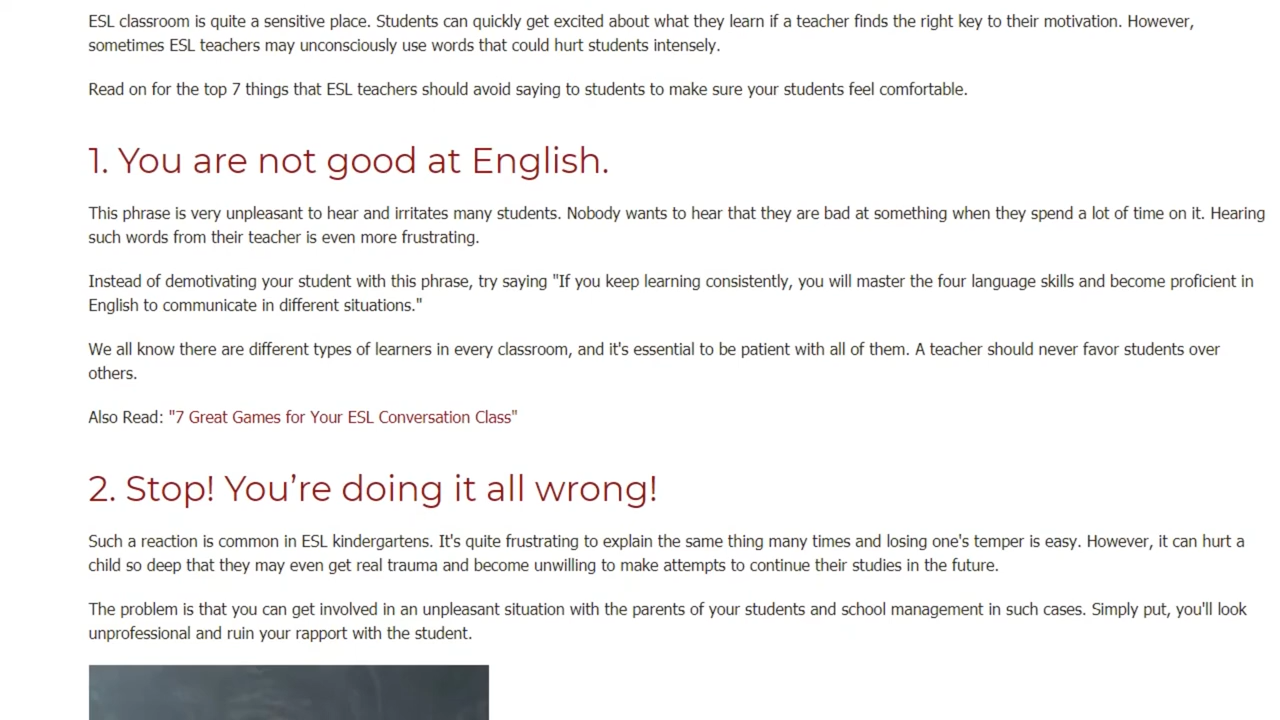 ESL classroom is quite a sensitive place. Students can quickly get excited about what they learn if a teacher finds the right key to their motivation. However,
sometimes ESL teachers may unconsciously use words that could hurt students intensely.
Read on for the top 7 things that ESL teachers should avoid saying to students to make sure your students feel comfortable.
1. You are not good at English.
This phrase is very unpleasant to hear and irritates many students. Nobody wants to hear that they are bad at something when they spend a lot of time on it. Hearing
such words from their teacher is even more frustrating.
Instead of demotivating your student with this phrase, try saying "If you keep learning consistently, you will master the four language skills and become proficient in
English to communicate in different situations."
We all know there are different types of learners in every classroom, and it's essential to be patient with all of them. A teacher should never favor students over
others.
Also Read: "7 Great Games for Your ESL Conversation Class"
2. Stop! You’re doing it all wrong!
Such a reaction is common in ESL kindergartens. It's quite frustrating to explain the same thing many times and losing one's temper is easy. However, it can hurt a
child so deep that they may even get real trauma and become unwilling to make attempts to continue their studies in the future.
The problem is that you can get involved in an unpleasant situation with the parents of your students and school management in such cases. Simply put, you'll look
unprofessional and ruin your rapport with the student.